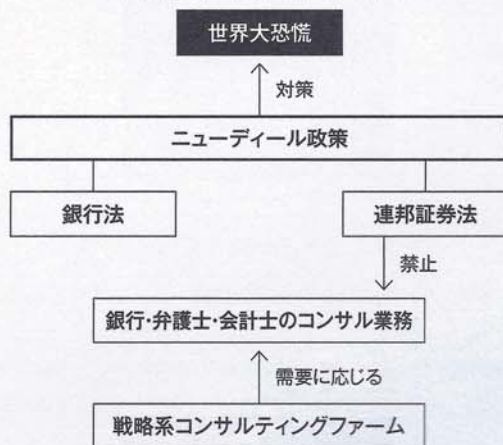 世界大恐慌
対策
ニューディール政策
銀行法
連邦証券法
禁止
銀行・弁護士・会計士のコンサル業務
需要に応じる
戦略系コンサルティングファーム